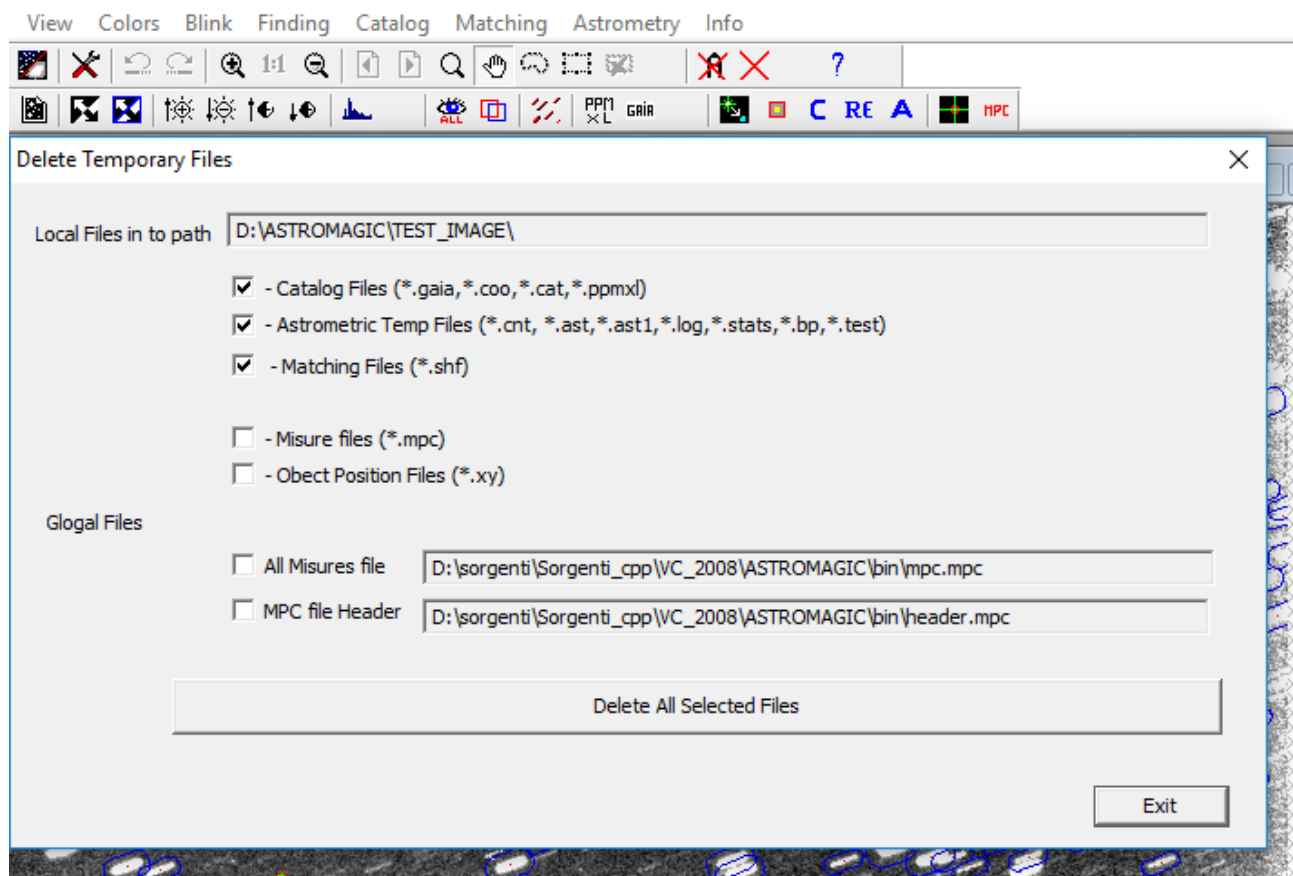 View Colors Blink Finding Catalog Matching Astrometry Info
1:1 ?
ALL PPM XL GAIA C RE A MPC
Delete Temporary Files
Local Files in to path D:\ASTROMAGIC\TEST_IMAGE\
- Catalog Files (*.gaia,*.coo,*.cat,*.ppmxl)
- Astrometric Temp Files (*.cnt, *.ast,*.ast1,*.log,*.stats,*.bp,*.test)
- Matching Files (*.shf)
- Misure files (*.mpc)
- Obect Position Files (*.xy)
Glogal Files
All Misures file D:\sorgenti\Sorgenti_cpp\VC_2008\ASTROMAGIC\bin\mpc.mpc
MPC file Header D:\sorgenti\Sorgenti_cpp\VC_2008\ASTROMAGIC\bin\header.mpc
Delete All Selected Files
Exit